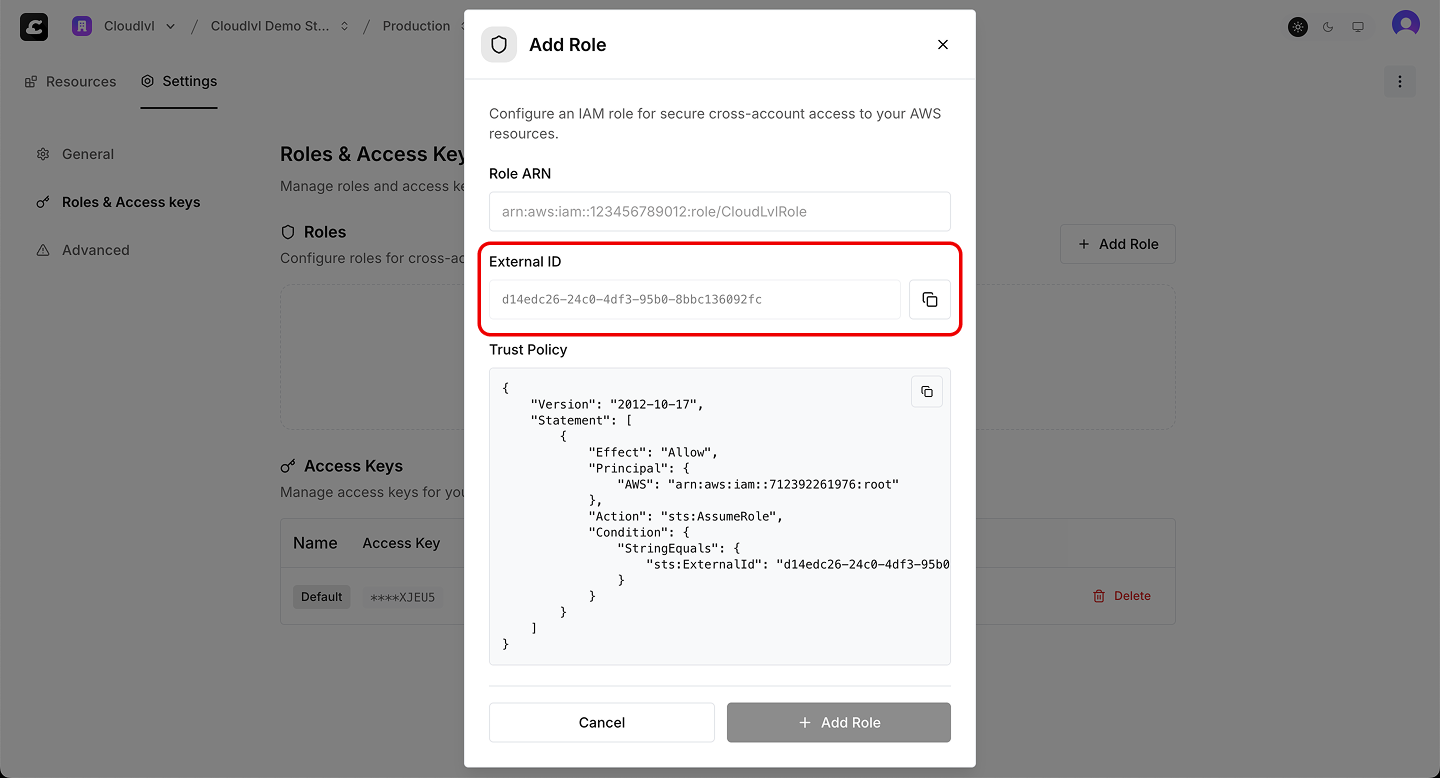 Cloudlvl / Cloudlvl Demo St... / Production
Resources
Settings
General
Roles & Access keys
Advanced
Roles & Access Key
Manage roles and access ke
Roles
Configure roles for cross-ac
Add Role
Access Keys
Manage access keys for you
Name Access Key
Default ****XJEU5
Delete
Add Role
Configure an IAM role for secure cross-account access to your AWS
resources.
Role ARN
arn:aws:iam::123456789012:role/CloudLvlRole
External ID
d14edc26-24c0-4df3-95b0-8bbc136092fc
Trust Policy
{
    "Version": "2012-10-17",
    "Statement": [
        {
            "Effect": "Allow",
            "Principal": {
                "AWS": "arn:aws:iam::712392261976:root"
            },
            "Action": "sts:AssumeRole",
            "Condition": {
                "StringEquals": {
                    "sts:ExternalId": "d14edc26-24c0-4df3-95b0
                }
            }
        }
    ]
}
Cancel
Add Role